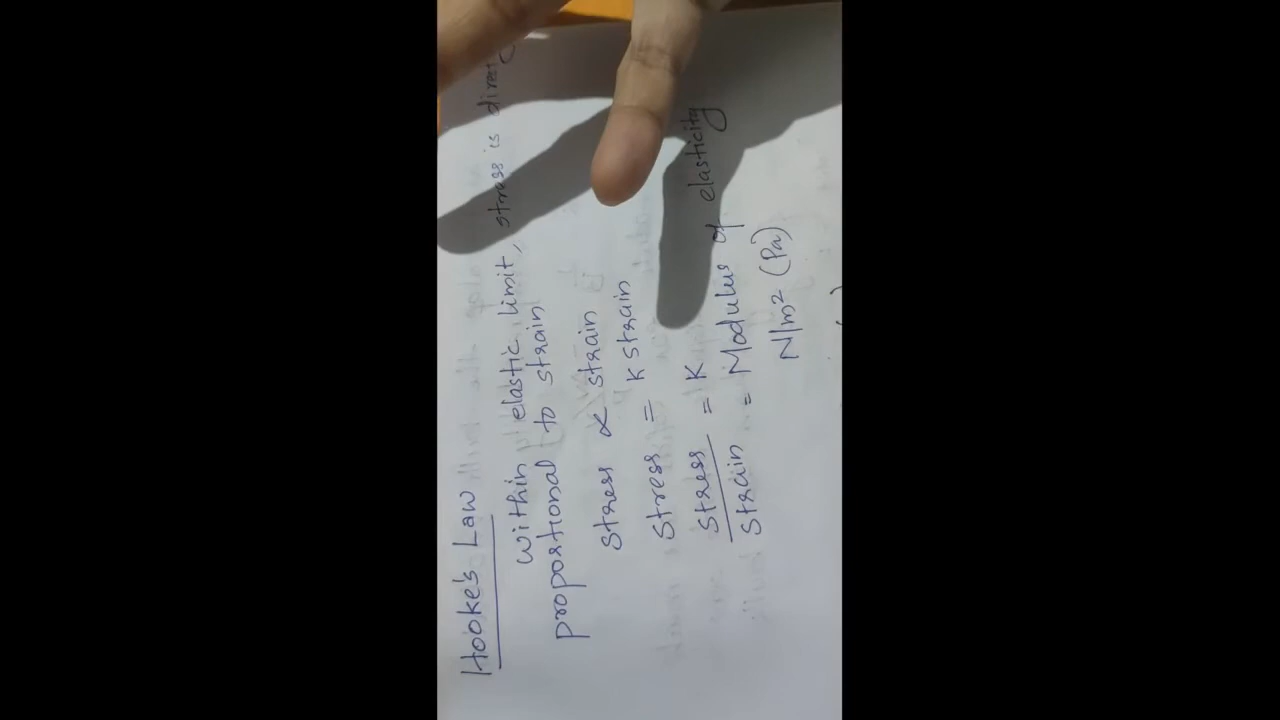 Hooke's Law
Within elastic limit, stress is direct
proportional to strain
Stress ∝ strain
Stress = K strain
Stress = K
Strain = Modulus of elasticity
N/m² (Pa)